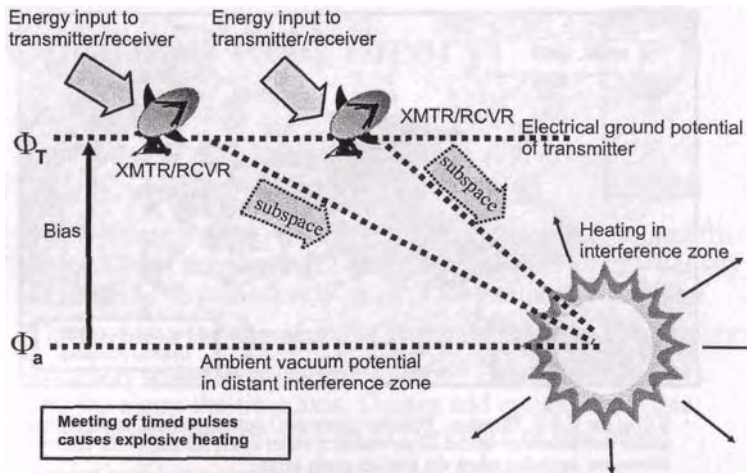 Energy input to
transmitter/receiver
Energy input to
transmitter/receiver
XMTR/RCVR
ΦT
Electrical ground potential
of transmitter
XMTR/RCVR
subspace
subspace
Bias
Heating in
interference zone
Φa
Ambient vacuum potential
in distant interference zone
Meeting of timed pulses
causes explosive heating